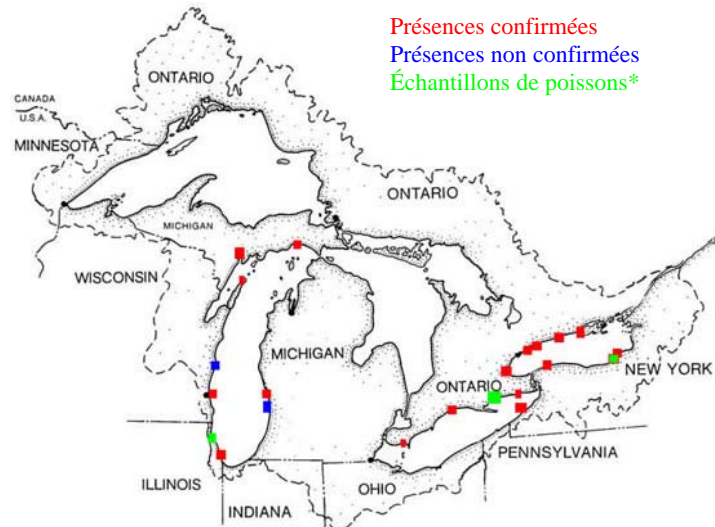 Présences confirmées
Présences non confirmées
Échantillons de poissons*
ONTARIO
CANADA
U.S.A.
MINNESOTA
ONTARIO
MICHIGAN
WISCONSIN
MICHIGAN
ONTARIO
NEW YORK
PENNSYLVANIA
ILLINOIS
INDIANA
OHIO